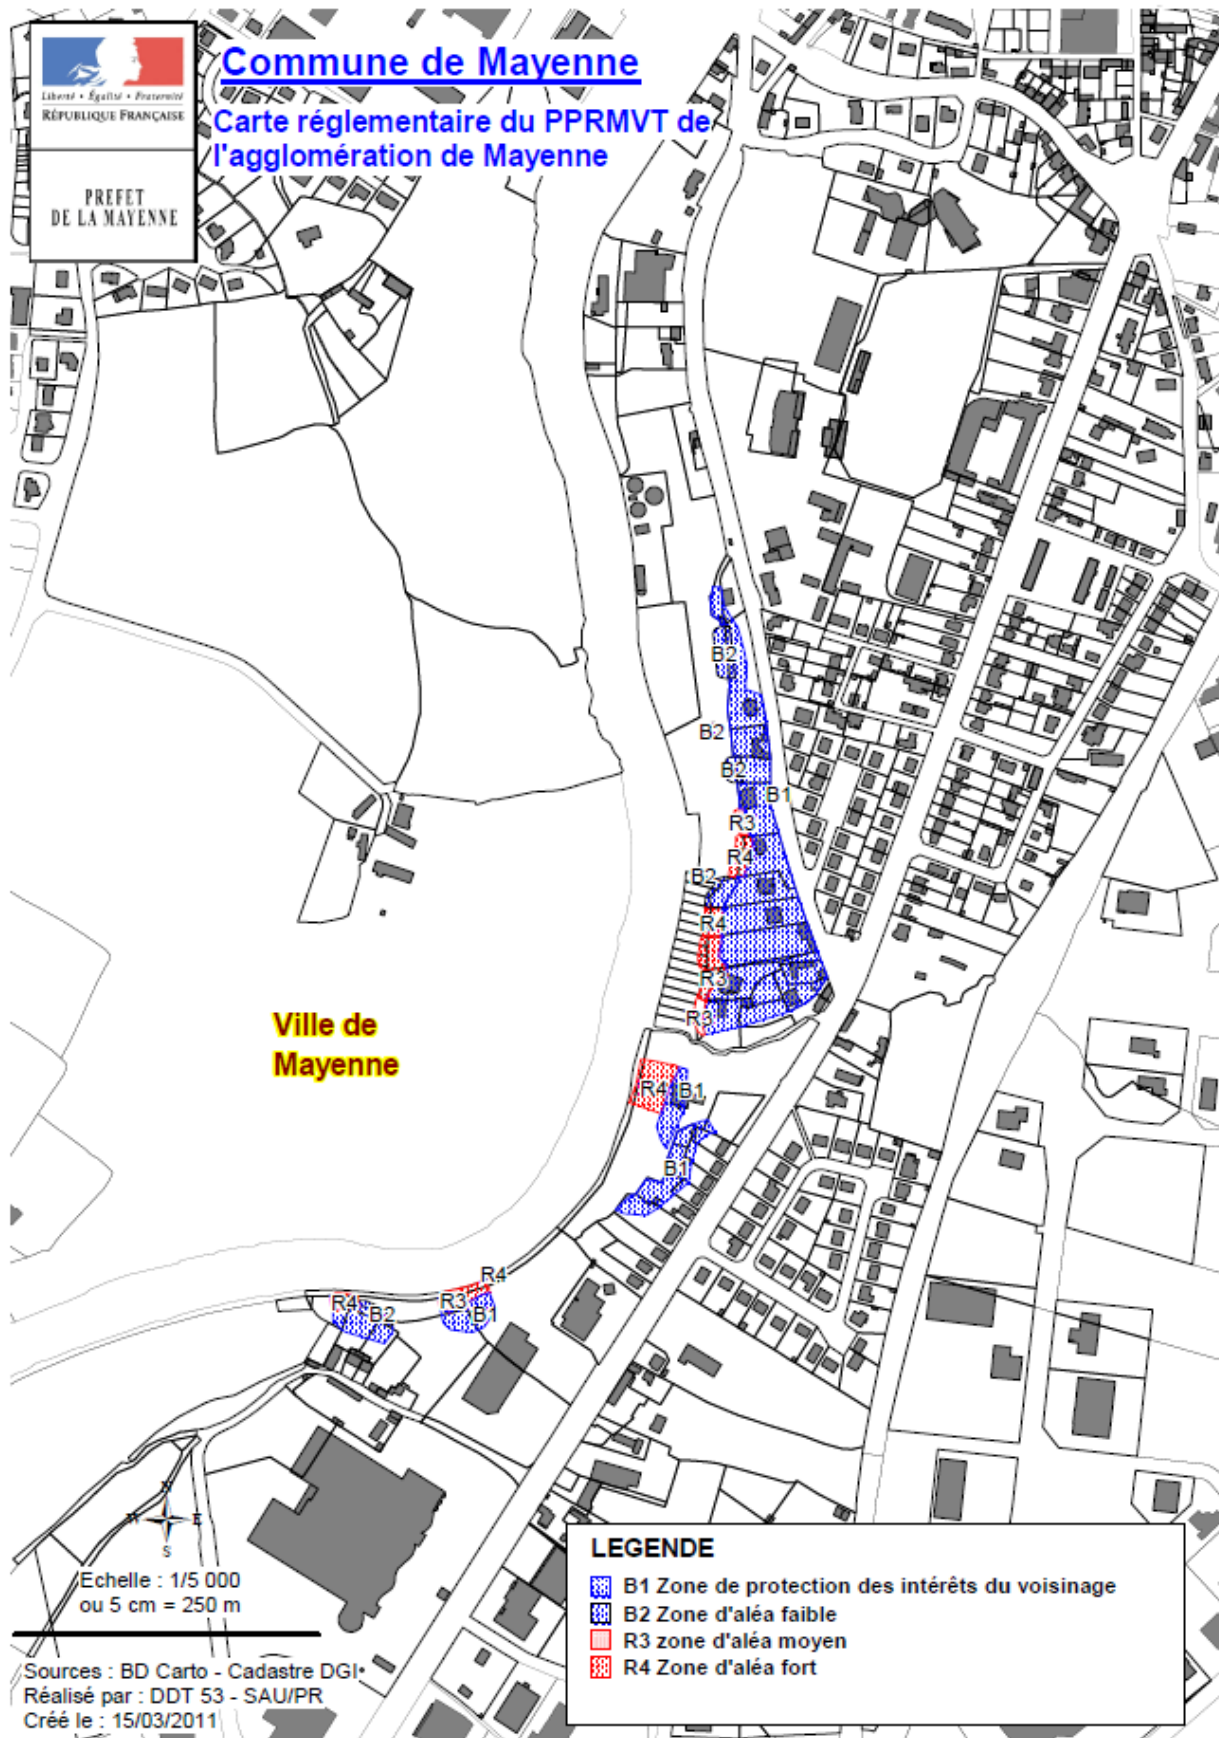 Liberté • Égalité • Fraternité
RÉPUBLIQUE FRANÇAISE
PREFET
DE LA MAYENNE
Commune de Mayenne
Carte réglementaire du PPRMVT de
l'agglomération de Mayenne
B2
B2
B2
B1
R3
R4
B2
R4
R3
R3
Ville de
Mayenne
R4
B1
B1
R4
R4
B2
R3
B1
N
W
E
S
Echelle : 1/5 000
ou 5 cm = 250 m
Sources : BD Carto - Cadastre DGI
Réalisé par : DDT 53 - SAU/PR
Créé le : 15/03/2011
LEGENDE
B1 Zone de protection des intérêts du voisinage
B2 Zone d'aléa faible
R3 zone d'aléa moyen
R4 Zone d'aléa fort